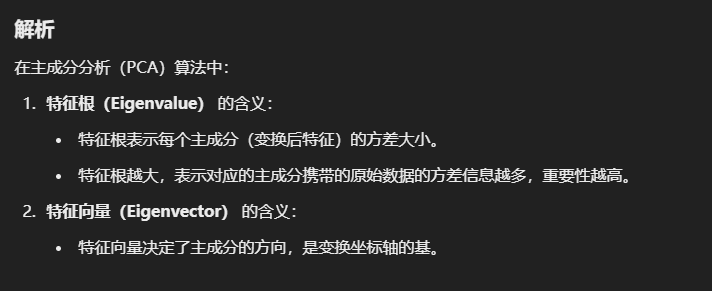 解析
在主成分分析（PCA）算法中：
1. 特征根（Eigenvalue） 的含义：
• 特征根表示每个主成分（变换后特征）的方差大小。
• 特征根越大，表示对应的主成分携带的原始数据的方差信息越多，重要性越高。
2. 特征向量（Eigenvector） 的含义：
• 特征向量决定了主成分的方向，是变换坐标轴的基。